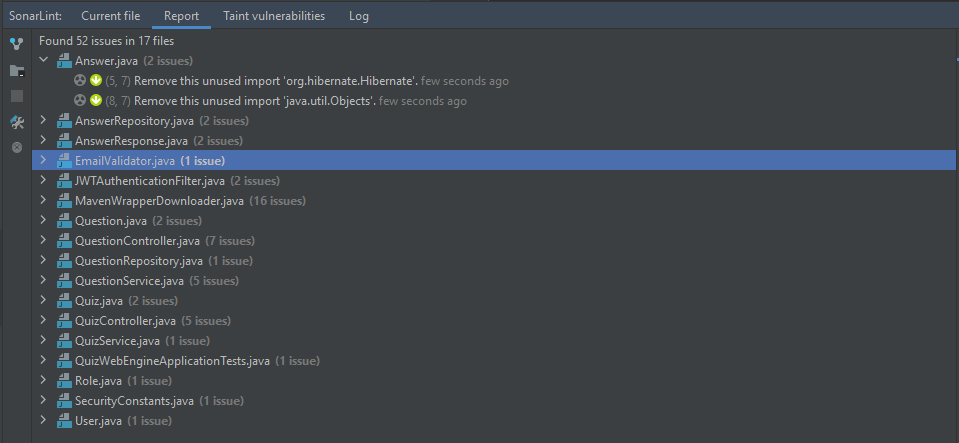 SonarLint: Current file Report Taint vulnerabilities Log
Found 52 issues in 17 files
Answer.java (2 issues)
(5, 7) Remove this unused import 'org.hibernate.Hibernate'. few seconds ago
(8, 7) Remove this unused import 'java.util.Objects'. few seconds ago
AnswerRepository.java (2 issues)
AnswerResponse.java (2 issues)
EmailValidator.java (1 issue)
JWTAuthenticationFilter.java (2 issues)
MavenWrapperDownloader.java (16 issues)
Question.java (2 issues)
QuestionController.java (7 issues)
QuestionRepository.java (1 issue)
QuestionService.java (5 issues)
Quiz.java (2 issues)
QuizController.java (5 issues)
QuizService.java (1 issue)
QuizWebEngineApplicationTests.java (1 issue)
Role.java (1 issue)
SecurityConstants.java (1 issue)
User.java (1 issue)